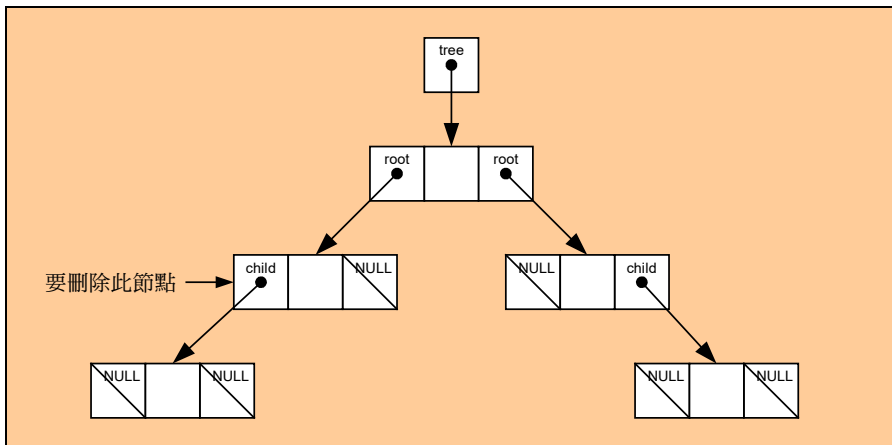 tree
root root
child NULL NULL child
要刪除此節點
NULL NULL NULL NULL